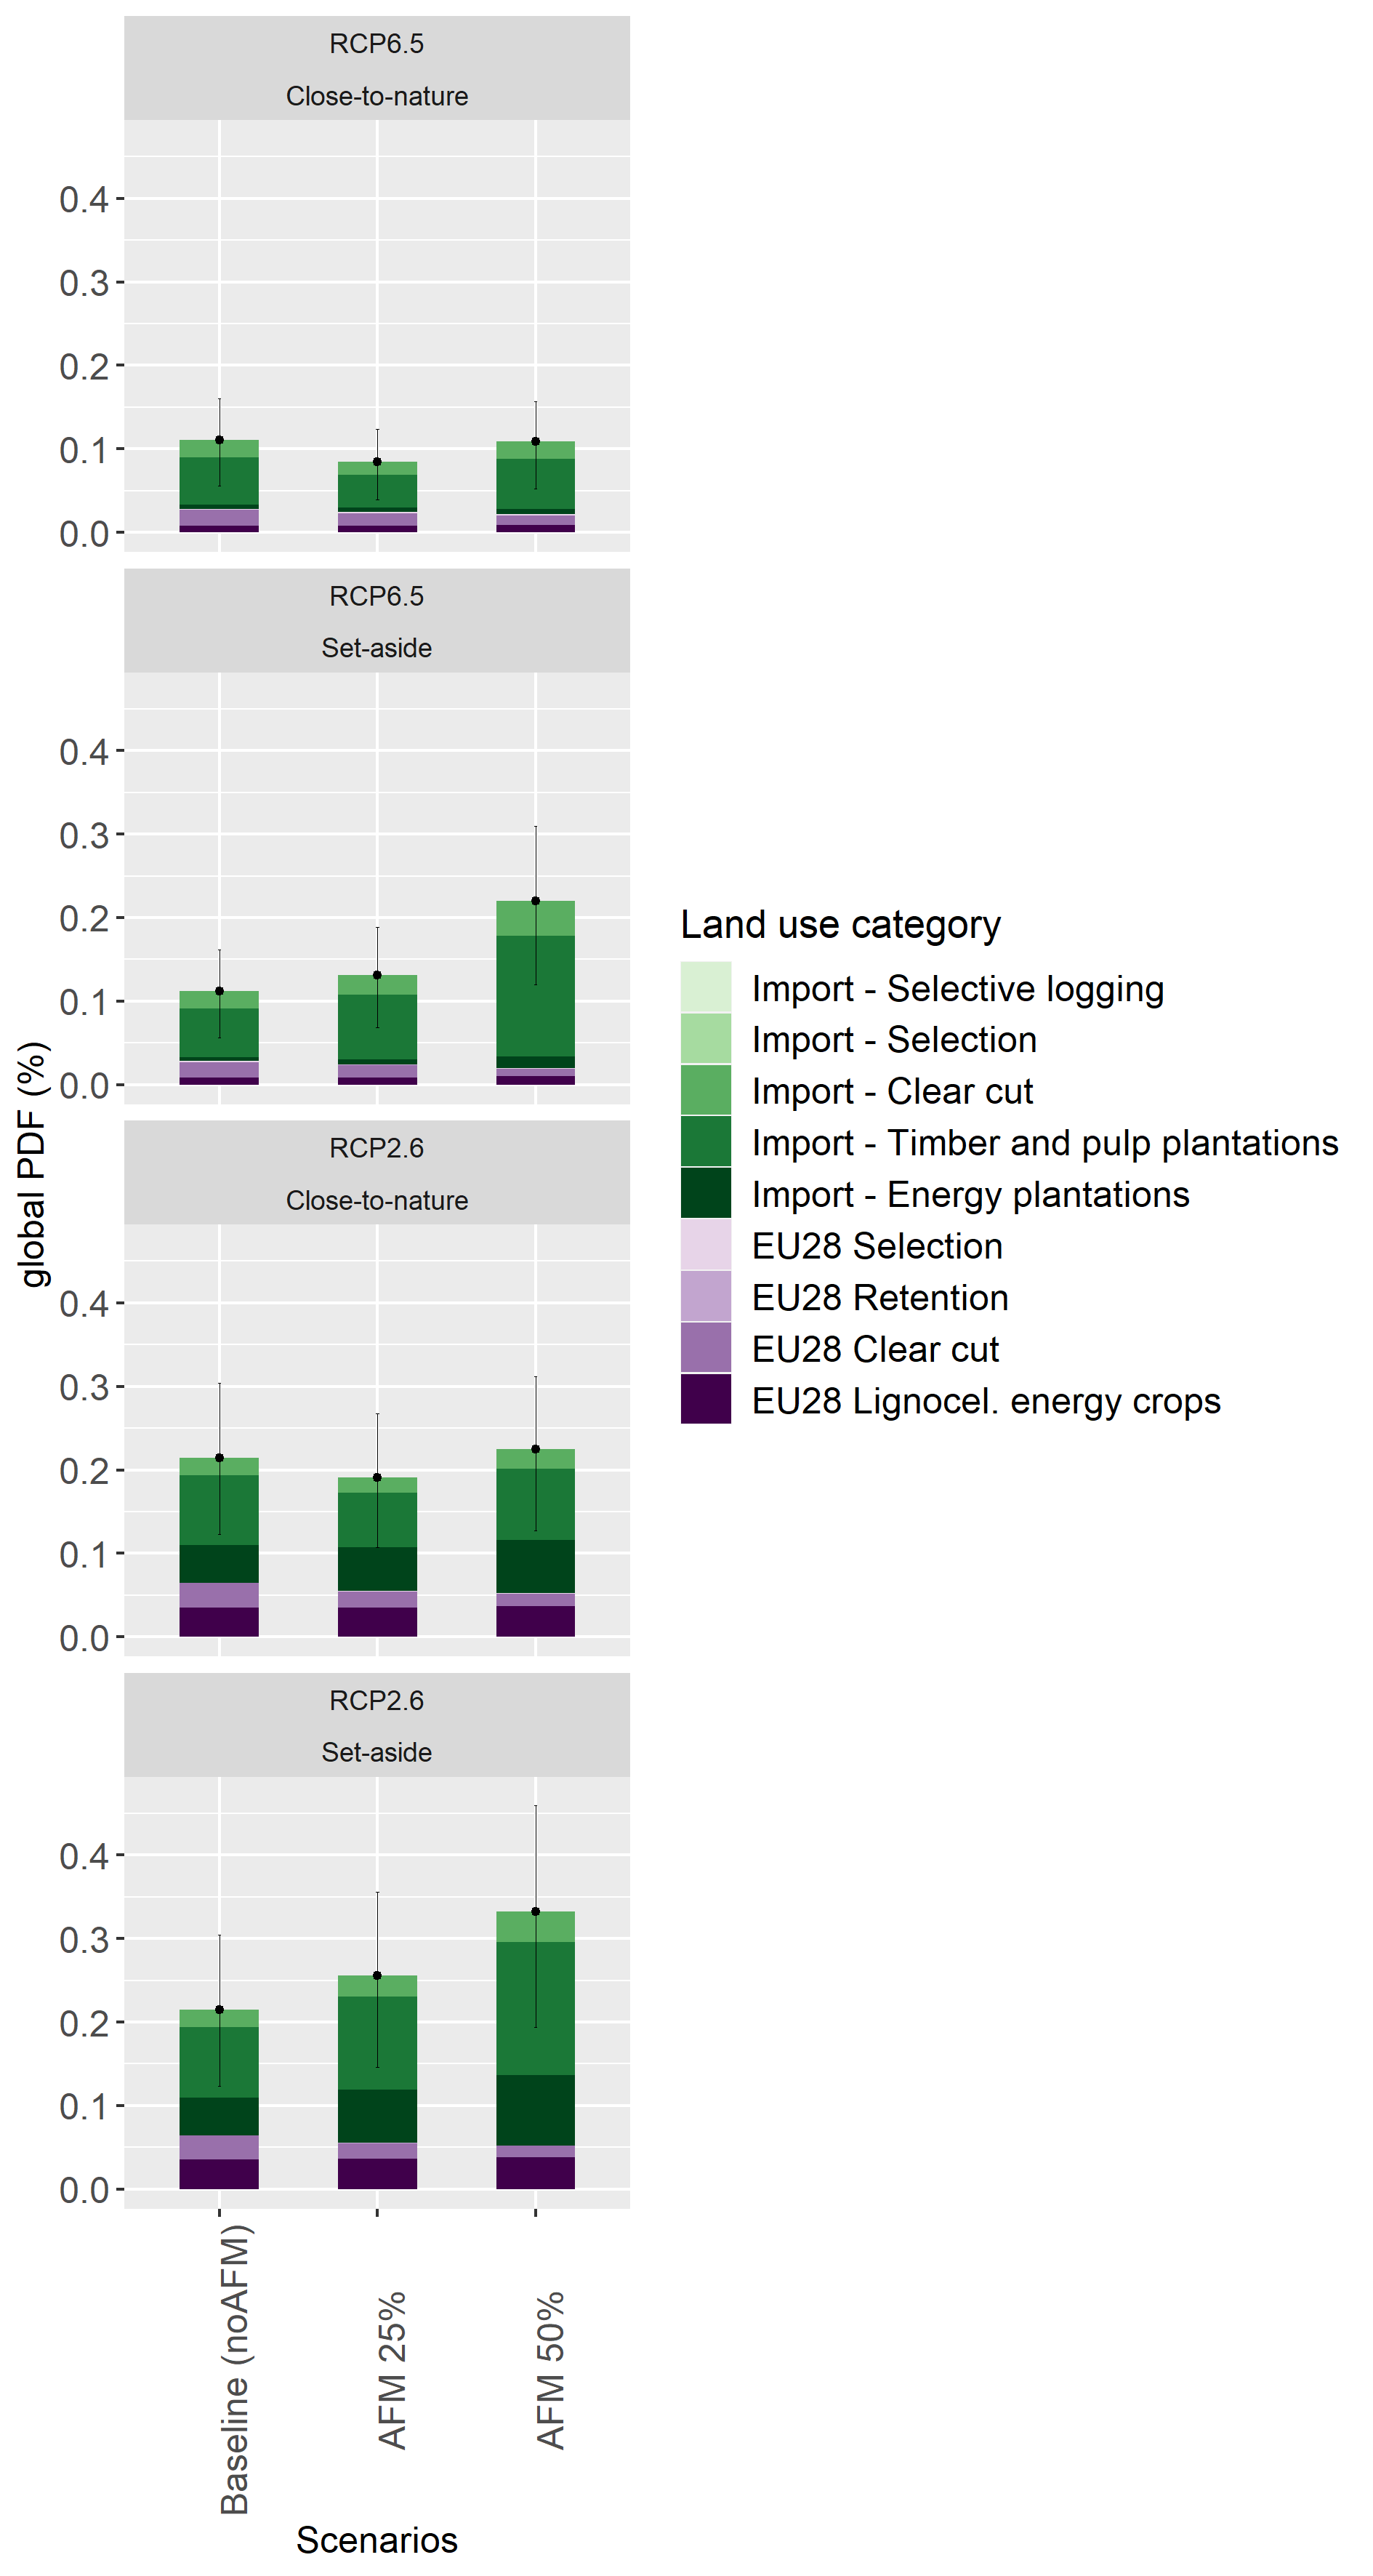 RCP6.5
Close-to-nature
0.4
0.3
0.2
0.1
0.0
RCP6.5
Set-aside
0.4
0.3
0.2
0.1
0.0
RCP2.6
Close-to-nature
0.4
0.3
0.2
0.1
0.0
RCP2.6
Set-aside
0.4
0.3
0.2
0.1
0.0
global PDF (%)
Baseline (noAFM)
AFM 25%
AFM 50%
Scenarios
Land use category
Import - Selective logging
Import - Selection
Import - Clear cut
Import - Timber and pulp plantations
Import - Energy plantations
EU28 Selection
EU28 Retention
EU28 Clear cut
EU28 Lignocel. energy crops